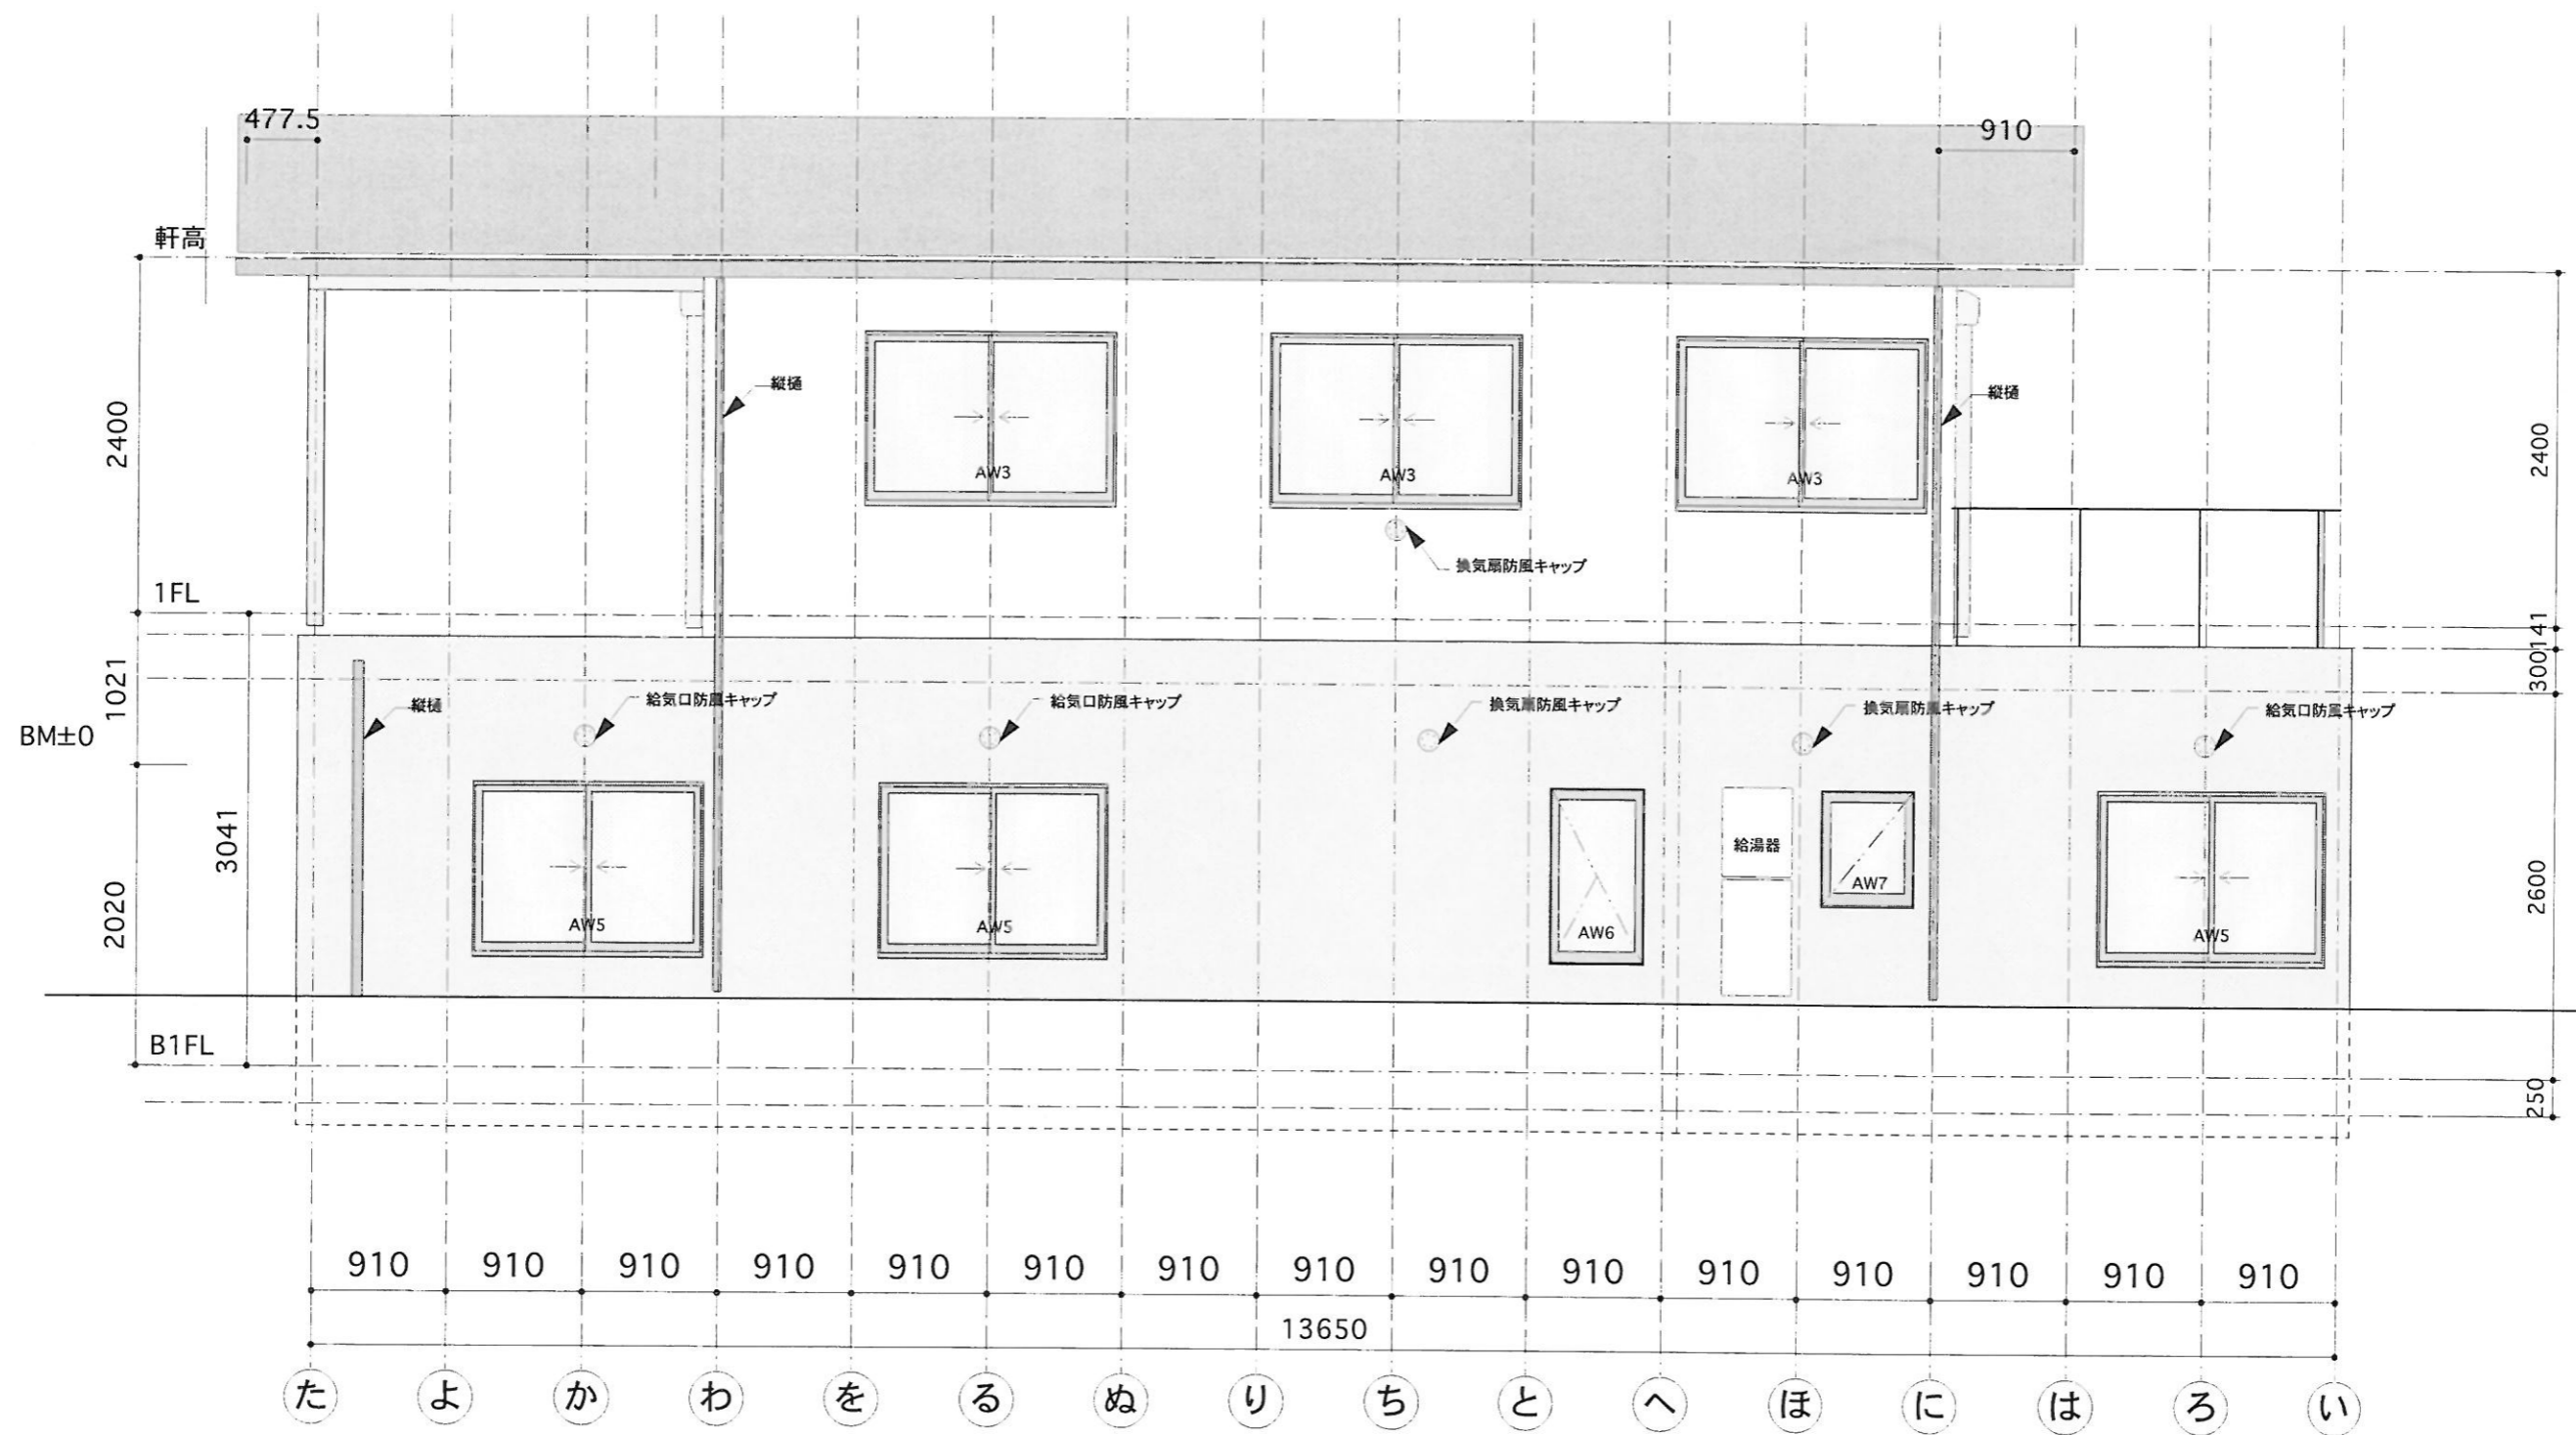 477.5
910
軒高
2400
縦樋
縦樋
AW3
AW3
AW3
2400
換気扇防風キャップ
1FL
141
300
1021
縦樋
給気口防風キャップ
給気口防風キャップ
換気扇防風キャップ
換気扇防風キャップ
給気口防風キャップ
BM±0
3041
2020
給湯器
AW7
2600
AW5
AW5
AW6
AW5
B1FL
250
910 910 910 910 910 910 910 910 910 910 910 910 910 910 910
13650
た よ か わ を る ぬ り ち と へ ほ に は ろ い